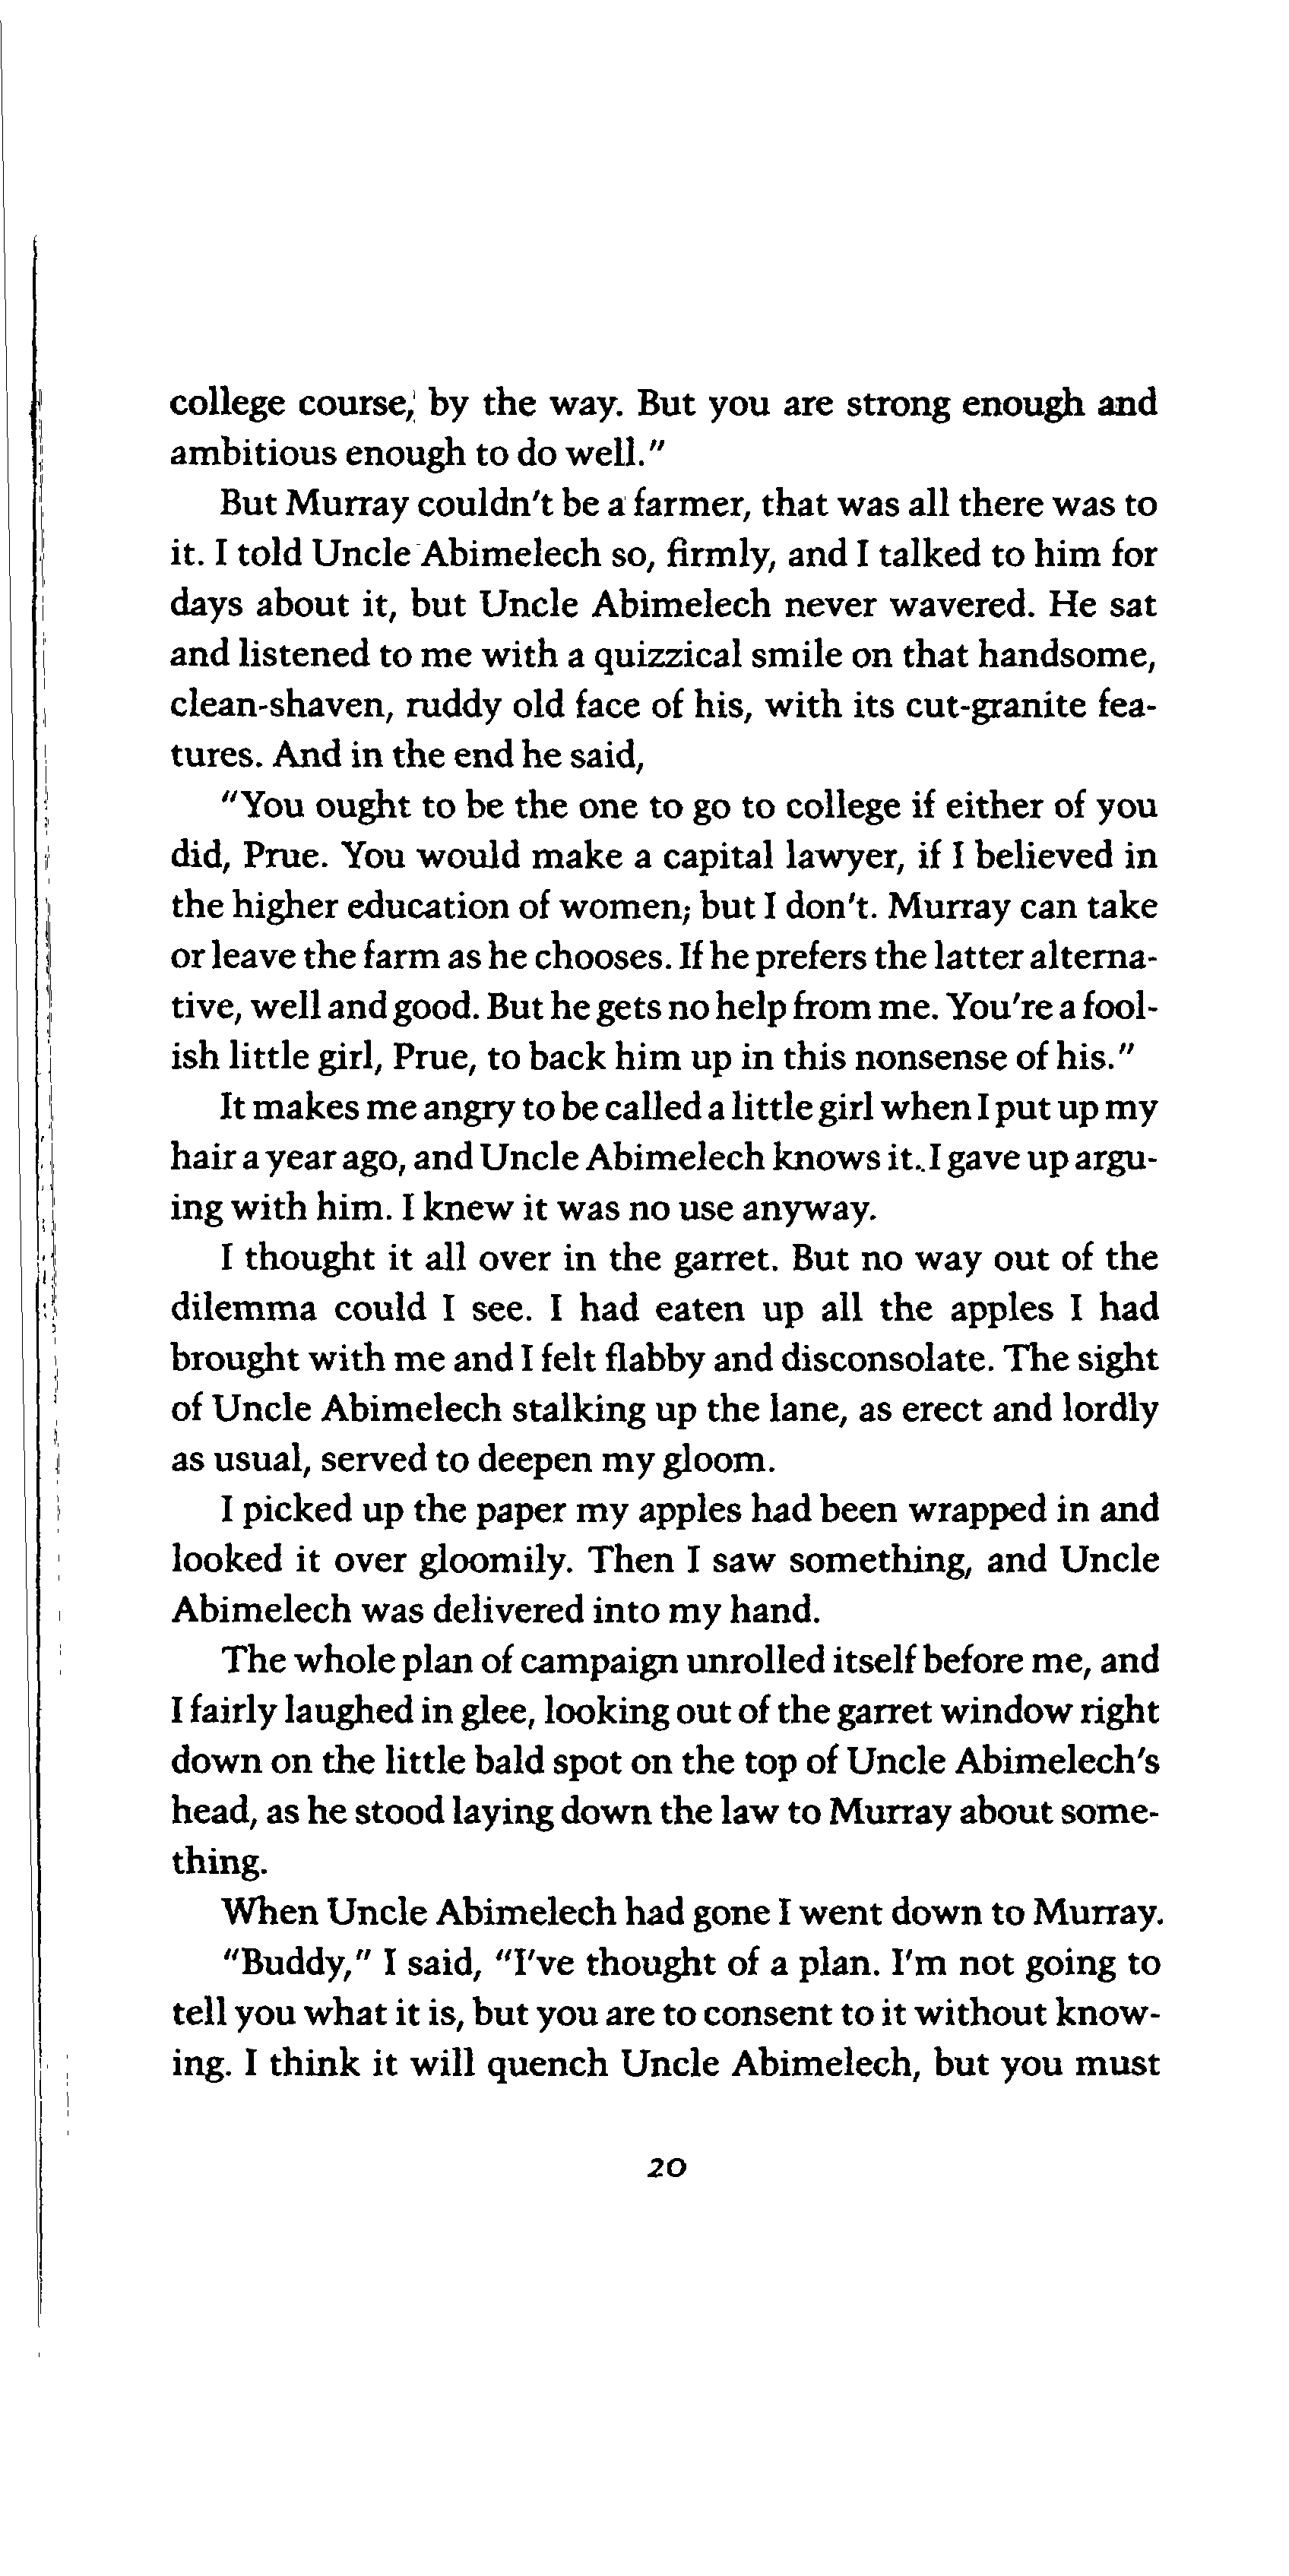 college course, by the way. But you are strong enough and
ambitious enough to do well."
But Murray couldn't be a farmer, that was all there was to
it. I told Uncle Abimelech so, firmly, and I talked to him for
days about it, but Uncle Abimelech never wavered. He sat
and listened to me with a quizzical smile on that handsome,
clean-shaven, ruddy old face of his, with its cut-granite fea-
tures. And in the end he said,
"You ought to be the one to go to college if either of you
did, Prue. You would make a capital lawyer, if I believed in
the higher education of women; but I don't. Murray can take
or leave the farm as he chooses. If he prefers the latter alterna-
tive, well and good. But he gets no help from me. You're a fool-
ish little girl, Prue, to back him up in this nonsense of his."
It makes me angry to be called a little girl when I put up my
hair a year ago, and Uncle Abimelech knows it. I gave up argu-
ing with him. I knew it was no use anyway.
I thought it all over in the garret. But no way out of the
dilemma could I see. I had eaten up all the apples I had
brought with me and I felt flabby and disconsolate. The sight
of Uncle Abimelech stalking up the lane, as erect and lordly
as usual, served to deepen my gloom.
I picked up the paper my apples had been wrapped in and
looked it over gloomily. Then I saw something, and Uncle
Abimelech was delivered into my hand.
The whole plan of campaign unrolled itself before me, and
I fairly laughed in glee, looking out of the garret window right
down on the little bald spot on the top of Uncle Abimelech's
head, as he stood laying down the law to Murray about some-
thing.
When Uncle Abimelech had gone I went down to Murray.
"Buddy," I said, "I've thought of a plan. I'm not going to
tell you what it is, but you are to consent to it without know-
ing. I think it will quench Uncle Abimelech, but you must
20